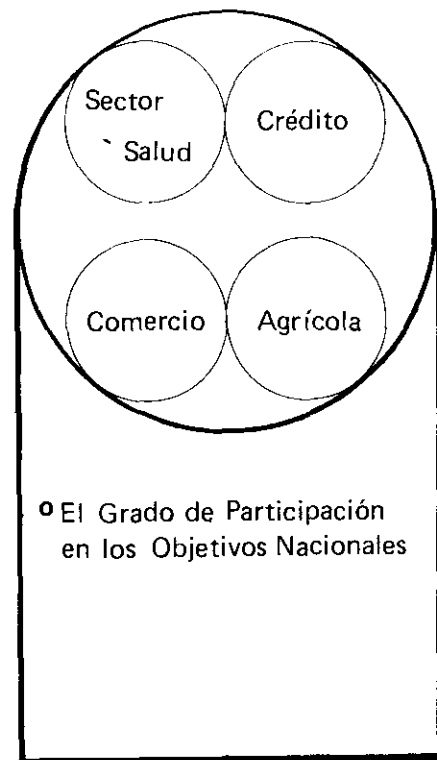 Sector
Salud
Crédito
Comercio
Agrícola
o El Grado de Participación
en los Objetivos Nacionales